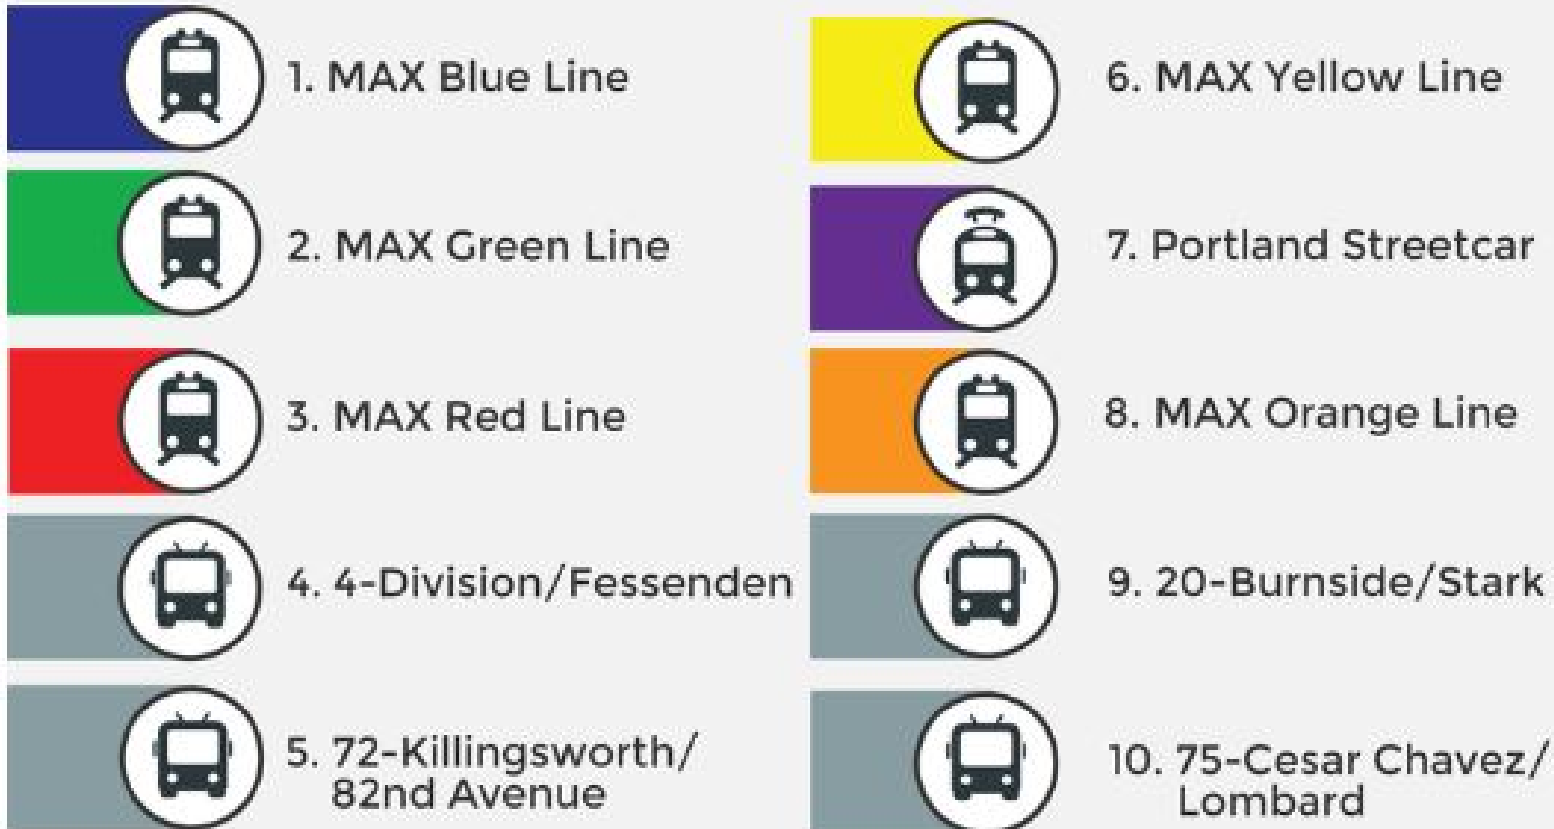 1. MAX Blue Line
2. MAX Green Line
3. MAX Red Line
4. 4-Division/Fessenden
5. 72-Killingsworth/
82nd Avenue
6. MAX Yellow Line
7. Portland Streetcar
8. MAX Orange Line
9. 20-Burnside/Stark
10. 75-Cesar Chavez/
Lombard